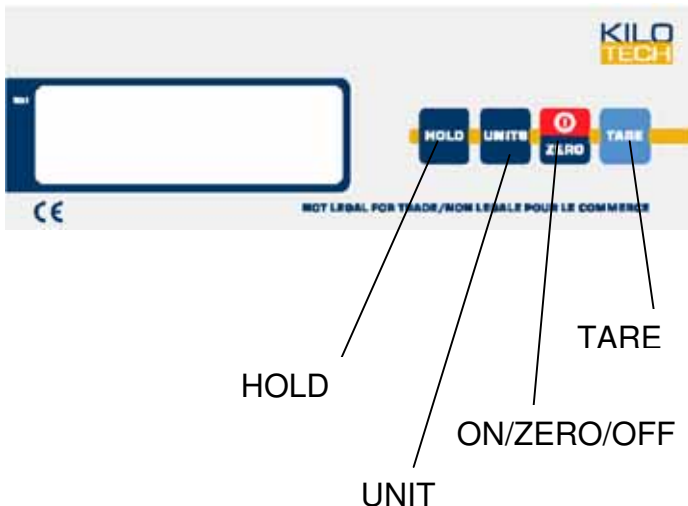 KILO
TECH
HOLD UNITS ZERO TARE
CE
NOT LEGAL FOR TRADE/NON LEGALE POUR LE COMMERCE
TARE
HOLD
ON/ZERO/OFF
UNIT